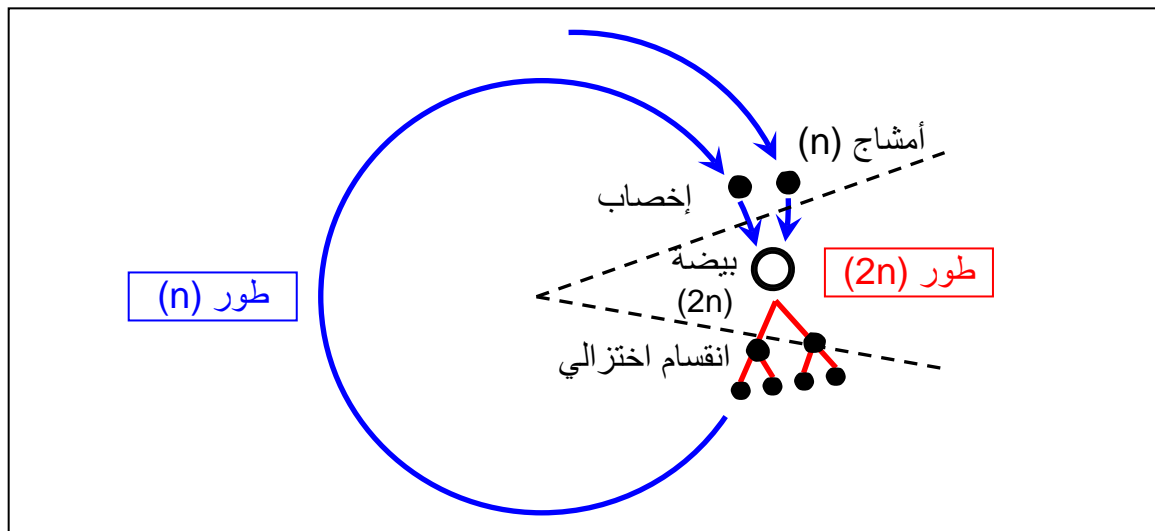 أمشاج (n)
إخصاب
بيضة
(2n)
طور (2n)
طور (n)
انقسام اختزالي